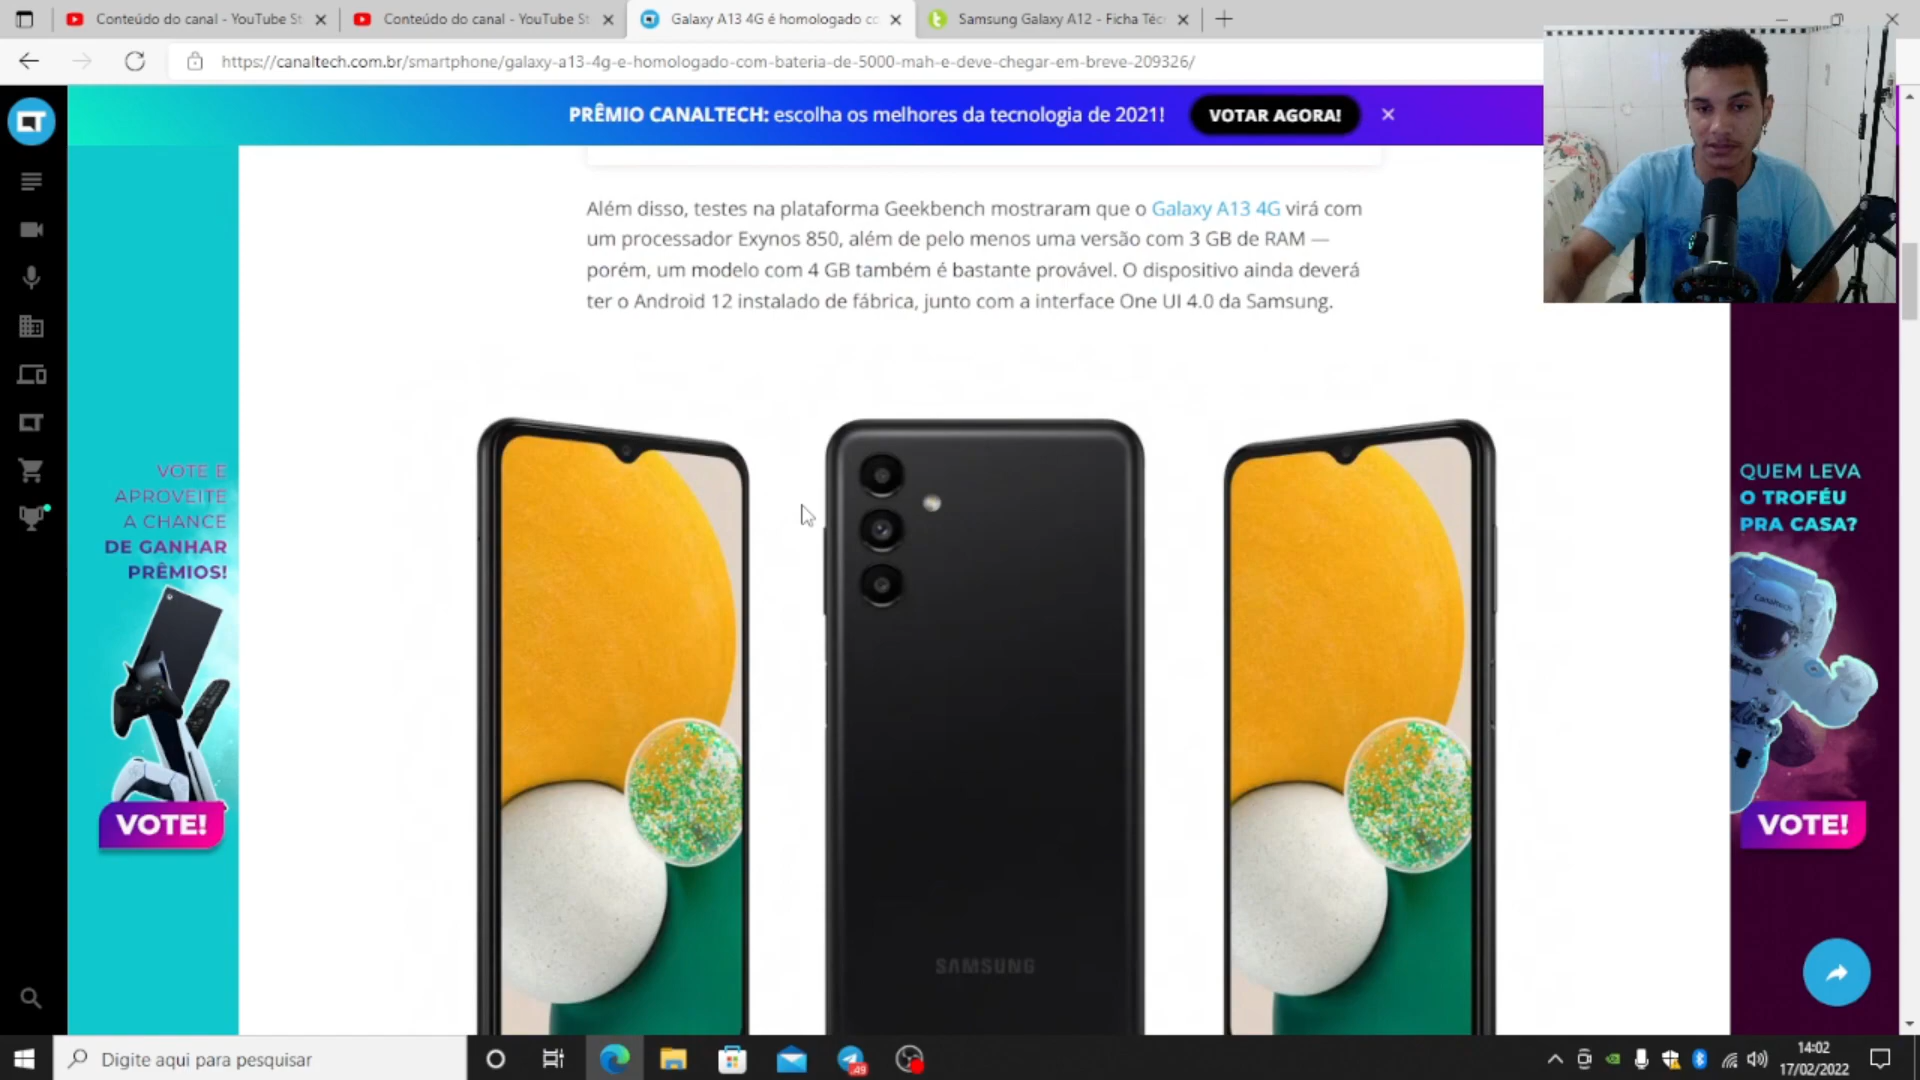 Conteúdo do canal - YouTube St
Conteúdo do canal - YouTube St
Galaxy A13 4G é homologado co
Samsung Galaxy A12 - Ficha Téc
https://canaltech.com.br/smartphone/galaxy-a13-4g-e-homologado-com-bateria-de-5000-mah-e-deve-chegar-em-breve-209326/
PRÊMIO CANALTECH: escolha os melhores da tecnologia de 2021!
VOTAR AGORA!
Além disso, testes na plataforma Geekbench mostraram que o Galaxy A13 4G virá com
um processador Exynos 850, além de pelo menos uma versão com 3 GB de RAM —
porém, um modelo com 4 GB também é bastante provável. O dispositivo ainda deverá
ter o Android 12 instalado de fábrica, junto com a interface One UI 4.0 da Samsung.
VOTE E
APROVEITE
A CHANCE
DE GANHAR
PRÊMIOS!
VOTE!
SAMSUNG
QUEM LEVA
O TROFÉU
PRA CASA?
Canaltech
VOTE!
Digite aqui para pesquisar
49
14:02
17/02/2022